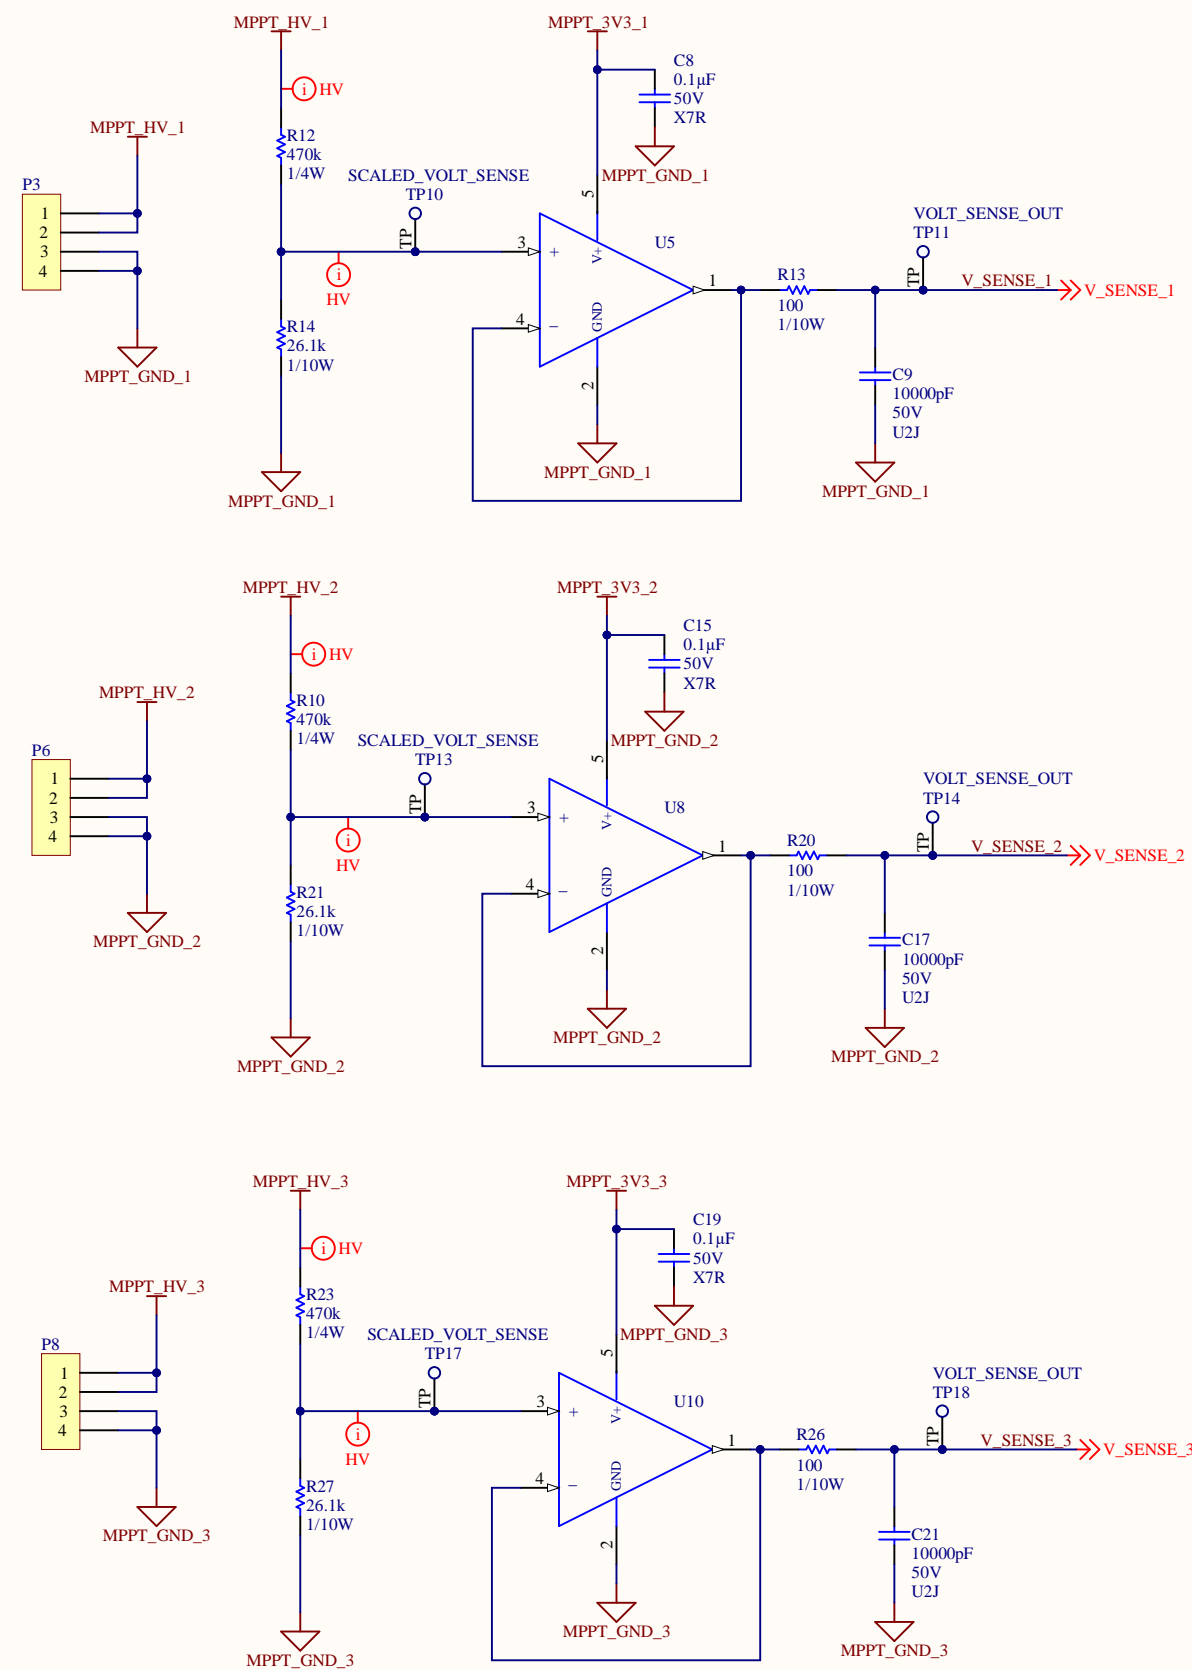 MPPT_HV_1
HV
R12
470k
1/4W
MPPT_HV_1
P3
1
2
3
4
MPPT_GND_1
SCALED_VOLT_SENSE
TP10
TP
HV
R14
26.1k
1/10W
MPPT_GND_1
MPPT_3V3_1
C8
0.1µF
50V
X7R
MPPT_GND_1
5
U5
V+
3
+
4
−
GND
2
1
MPPT_GND_1
R13
100
1/10W
VOLT_SENSE_OUT
TP11
TP
V_SENSE_1
V_SENSE_1
C9
10000pF
50V
U2J
MPPT_GND_1
MPPT_HV_2
HV
R10
470k
1/4W
MPPT_HV_2
P6
1
2
3
4
MPPT_GND_2
SCALED_VOLT_SENSE
TP13
TP
HV
R21
26.1k
1/10W
MPPT_GND_2
MPPT_3V3_2
C15
0.1µF
50V
X7R
MPPT_GND_2
5
U8
V+
3
+
4
−
GND
2
1
MPPT_GND_2
R20
100
1/10W
VOLT_SENSE_OUT
TP14
TP
V_SENSE_2
V_SENSE_2
C17
10000pF
50V
U2J
MPPT_GND_2
MPPT_HV_3
HV
R23
470k
1/4W
MPPT_HV_3
P8
1
2
3
4
MPPT_GND_3
SCALED_VOLT_SENSE
TP17
TP
HV
R27
26.1k
1/10W
MPPT_GND_3
MPPT_3V3_3
C19
0.1µF
50V
X7R
MPPT_GND_3
5
U10
V+
3
+
4
−
GND
2
1
MPPT_GND_3
R26
100
1/10W
VOLT_SENSE_OUT
TP18
TP
V_SENSE_3
V_SENSE_3
C21
10000pF
50V
U2J
MPPT_GND_3